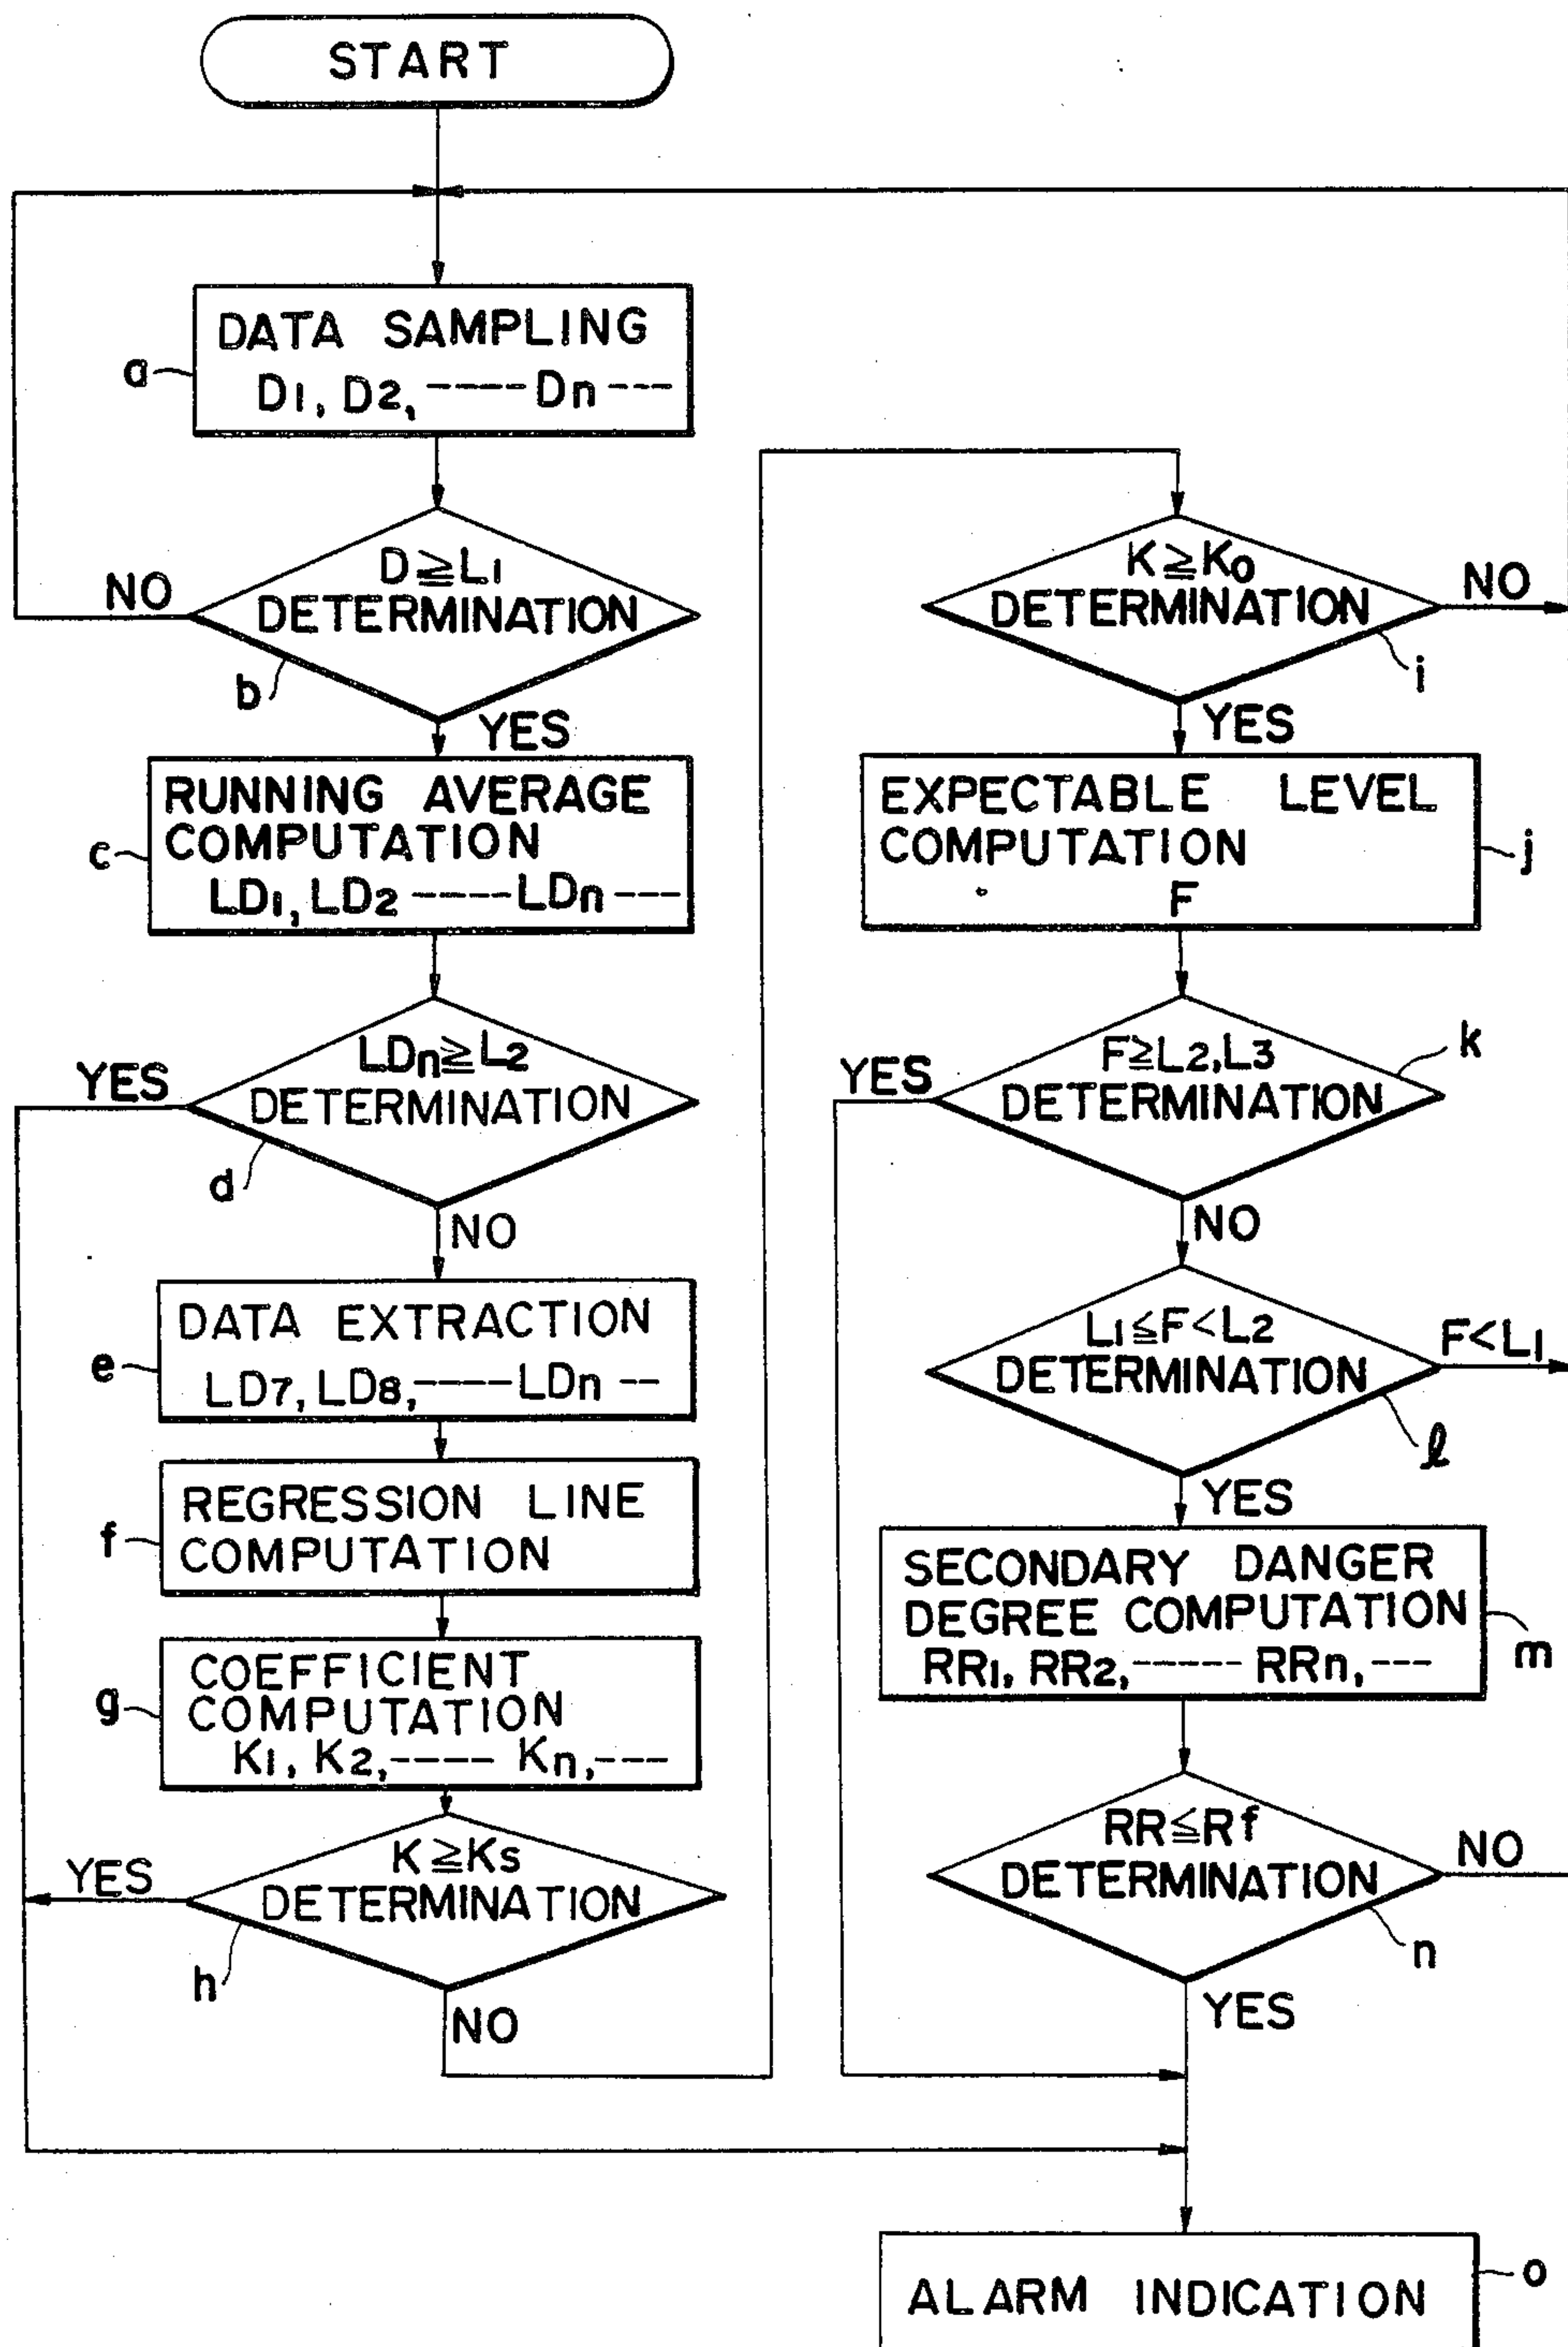 START
DATA SAMPLING
D1, D2, ---- Dn ---
a
D≧L1
DETERMINATION
NO
b
YES
RUNNING AVERAGE
COMPUTATION
LD1, LD2 ---- LDn ---
c
LDn≧L2
DETERMINATION
YES
d
NO
DATA EXTRACTION
LD7, LD8, ---- LDn --
e
REGRESSION LINE
COMPUTATION
f
COEFFICIENT
COMPUTATION
K1, K2, ---- Kn, ---
g
K≧Ks
DETERMINATION
YES
h
NO
K≧K0
DETERMINATION
NO
i
YES
EXPECTABLE LEVEL
COMPUTATION
F
j
F≧L2, L3
DETERMINATION
k
YES
NO
L1≦F<L2
DETERMINATION
F<L1
l
YES
SECONDARY DANGER
DEGREE COMPUTATION
RR1, RR2, ----- RRn, ---
m
RR≦Rf
DETERMINATION
NO
n
YES
ALARM INDICATION
o